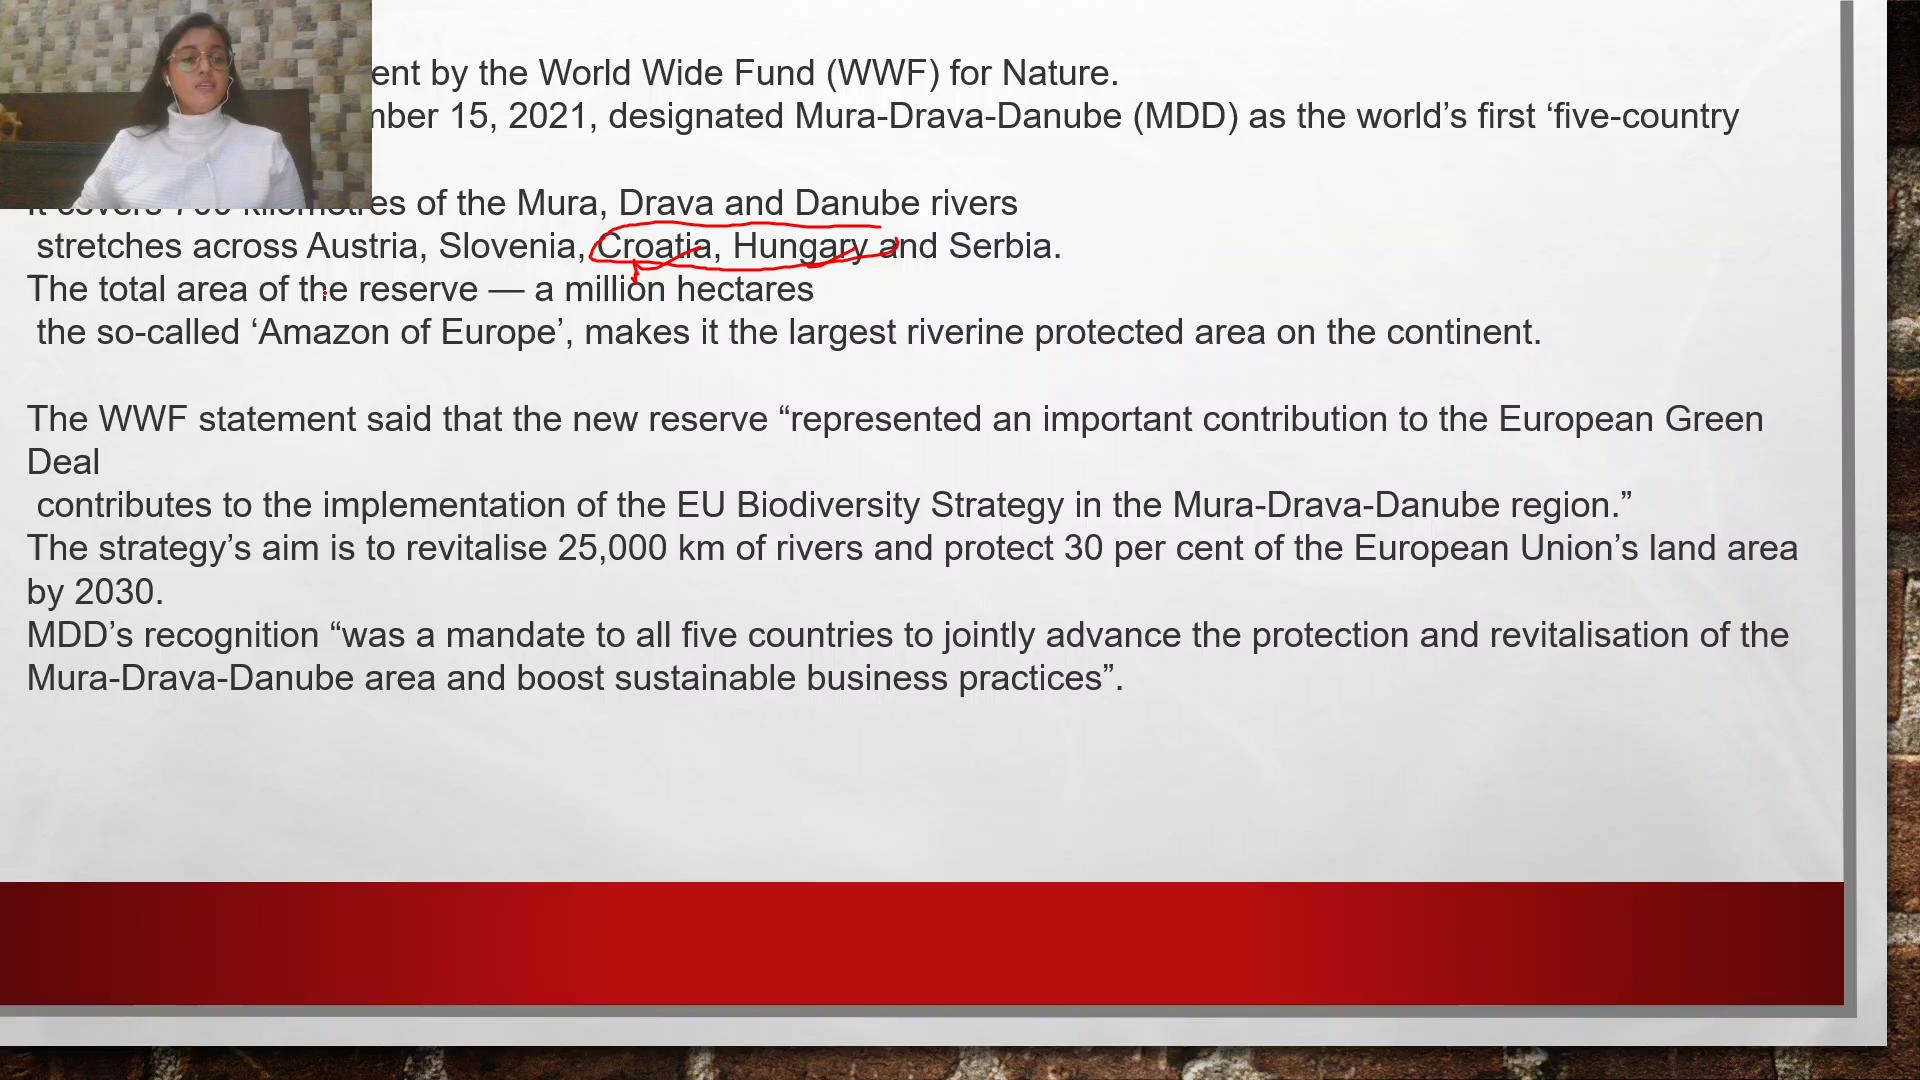 ent by the World Wide Fund (WWF) for Nature.
mber 15, 2021, designated Mura-Drava-Danube (MDD) as the world’s first ‘five-country
It covers 700 kilometres of the Mura, Drava and Danube rivers
stretches across Austria, Slovenia, Croatia, Hungary and Serbia.
The total area of the reserve — a million hectares
the so-called ‘Amazon of Europe’, makes it the largest riverine protected area on the continent.
The WWF statement said that the new reserve “represented an important contribution to the European Green
Deal
contributes to the implementation of the EU Biodiversity Strategy in the Mura-Drava-Danube region.”
The strategy’s aim is to revitalise 25,000 km of rivers and protect 30 per cent of the European Union’s land area
by 2030.
MDD’s recognition “was a mandate to all five countries to jointly advance the protection and revitalisation of the
Mura-Drava-Danube area and boost sustainable business practices”.